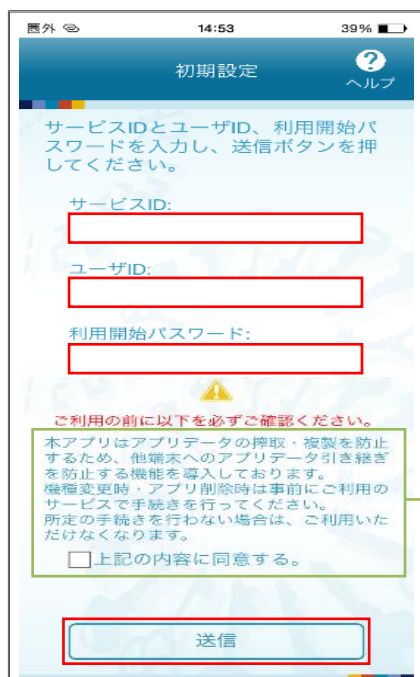 圏外 14:53 39%
初期設定
?
ヘルプ
サービスIDとユーザID、利用開始パ
スワードを入力し、送信ボタンを押
してください。
サービスID:
ユーザID:
利用開始パスワード:
ご利用の前に以下を必ずご確認ください。
本アプリはアプリデータの搾取・複製を防止
するため、他端末へのアプリデータ引き継ぎ
を防止する機能を導入しております。
機種変更時・アプリ削除時は事前にご利用の
サービスで手続きを行ってください。
所定の手続きを行わない場合は、ご利用いた
だけなくなります。
上記の内容に同意する。
送信